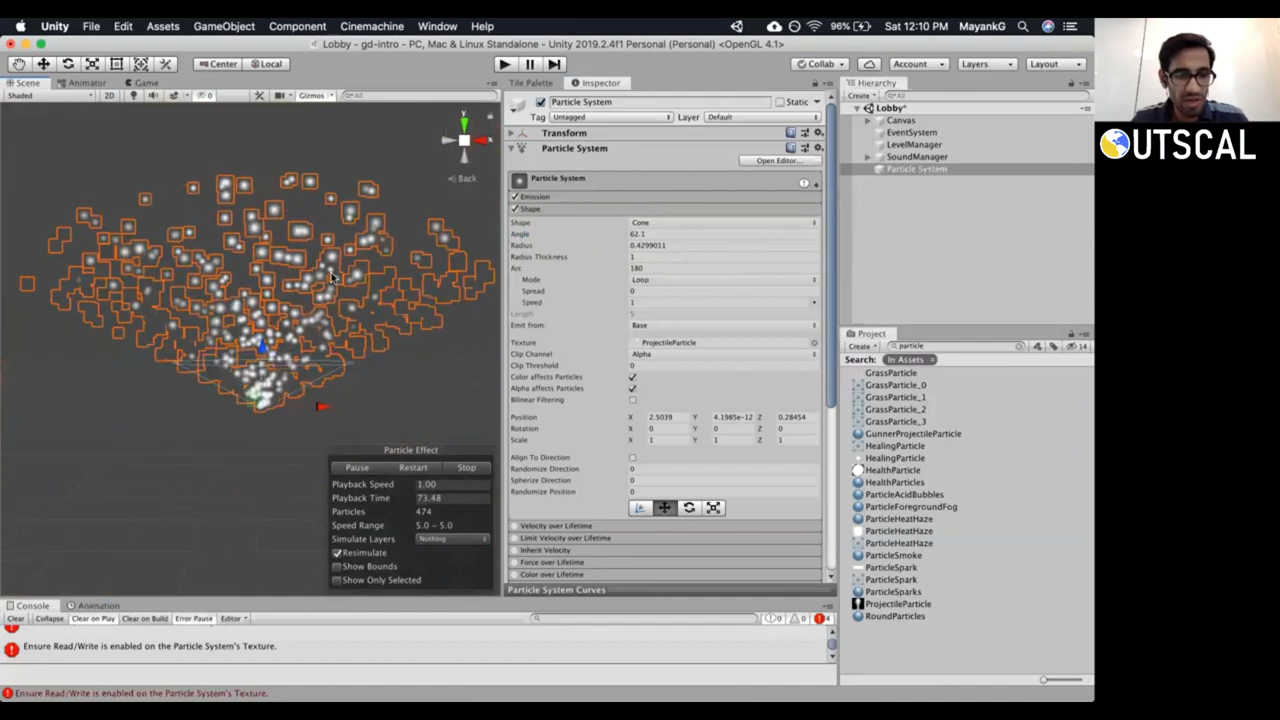 Unity File Edit Assets GameObject Component Cinemachine Window Help 96% Sat 12:10 PM MayankG
Lobby - gd-intro - PC, Mac & Linux Standalone - Unity 2019.2.4f1 Personal (Personal) <OpenGL 4.1>
Center Local Collab Account Layers Layout
Scene Animator Game
Shaded 2D 0 Gizmos All
y
x
Back
Particle Effect
Pause Restart Stop
Playback Speed 1.00
Playback Time 73.48
Particles 474
Speed Range 5.0 - 5.0
Simulate Layers Nothing
Resimulate
Show Bounds
Show Only Selected
Tile Palette Inspector
Particle System Static
Tag Untagged Layer Default
Transform
Particle System
Open Editor...
Particle System
Emission
Shape
Shape Cone
Angle 62.1
Radius 0.4299011
Radius Thickness 1
Arc 180
Mode Loop
Spread 0
Speed 1
Length 5
Emit from: Base
Texture ProjectileParticle
Clip Channel Alpha
Clip Threshold 0
Color affects Particles
Alpha affects Particles
Bilinear Filtering
Position X 2.5039 Y 4.1985e-12 Z 0.28454
Rotation X 0 Y 0 Z 0
Scale X 1 Y 1 Z 1
Align To Direction
Randomize Direction 0
Spherize Direction 0
Randomize Position 0
Velocity over Lifetime
Limit Velocity over Lifetime
Inherit Velocity
Force over Lifetime
Color over Lifetime
Particle System Curves
Hierarchy
Create All
Lobby*
Canvas
EventSystem
LevelManager
SoundManager
Particle System
Project
Create particle 14
Search: In Assets
GrassParticle
GrassParticle_0
GrassParticle_1
GrassParticle_2
GrassParticle_3
GunnerProjectileParticle
HealingParticle
HealingParticle
HealthParticle
HealthParticles
ParticleAcidBubbles
ParticleForegroundFog
ParticleHeatHaze
ParticleHeatHaze
ParticleHeatHaze
ParticleSmoke
ParticleSpark
ParticleSpark
ParticleSparks
ProjectileParticle
RoundParticles
Console Animation
Clear Collapse Clear on Play Clear on Build Error Pause Editor 0 0 4
Ensure Read/Write is enabled on the Particle System's Texture.
Ensure Read/Write is enabled on the Particle System's Texture.
OUTSCAL